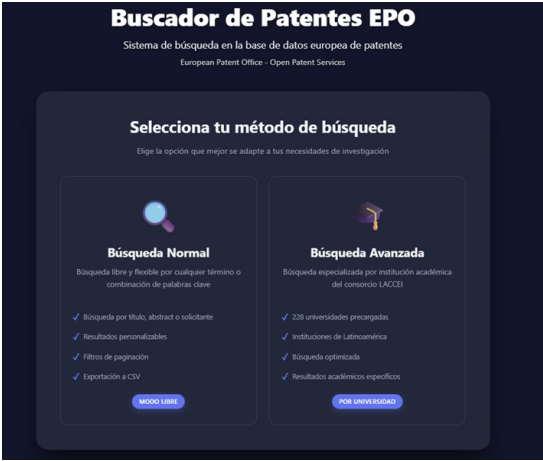 Buscador de Patentes EPO
Sistema de búsqueda en la base de datos europea de patentes
European Patent Office - Open Patent Services
Selecciona tu método de búsqueda
Elige la opción que mejor se adapte a tus necesidades de investigación
Búsqueda Normal
Búsqueda libre y flexible por cualquier término o
combinación de palabras clave
✓ Búsqueda por título, abstract o solicitante
✓ Resultados personalizables
✓ Filtros de paginación
✓ Exportación a CSV
MODO LIBRE
Búsqueda Avanzada
Búsqueda especializada por institución académica
del consorcio LACCEI
✓ 228 universidades precargadas
✓ Instituciones de Latinoamérica
✓ Búsqueda optimizada
✓ Resultados académicos específicos
POR UNIVERSIDAD